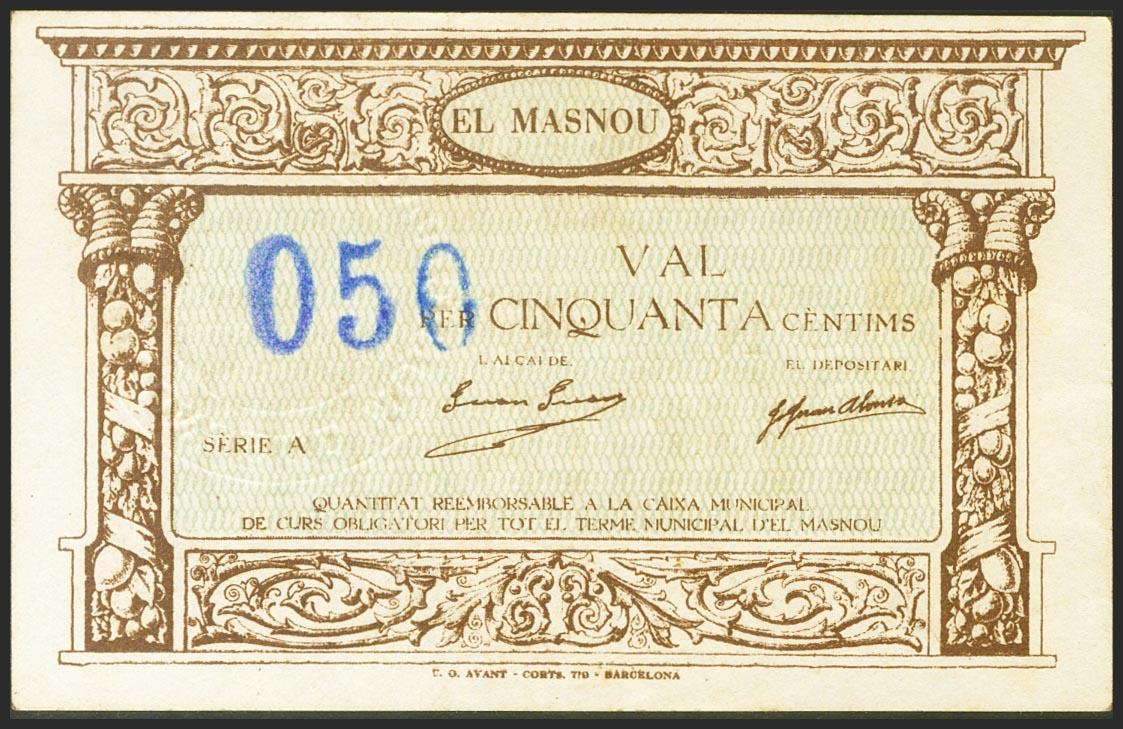 EL MASNOU
VAL
050
PER CINQUANTA CÈNTIMS
L'ALCALDE,
EL DEPOSITARI,
SÈRIE A
QUANTITAT REEMBORSABLE A LA CAIXA MUNICIPAL
DE CURS OBLIGATORI PER TOT EL TERME MUNICIPAL D'EL MASNOU
U. G. AVANT - CORTS, 719 - BARCELONA